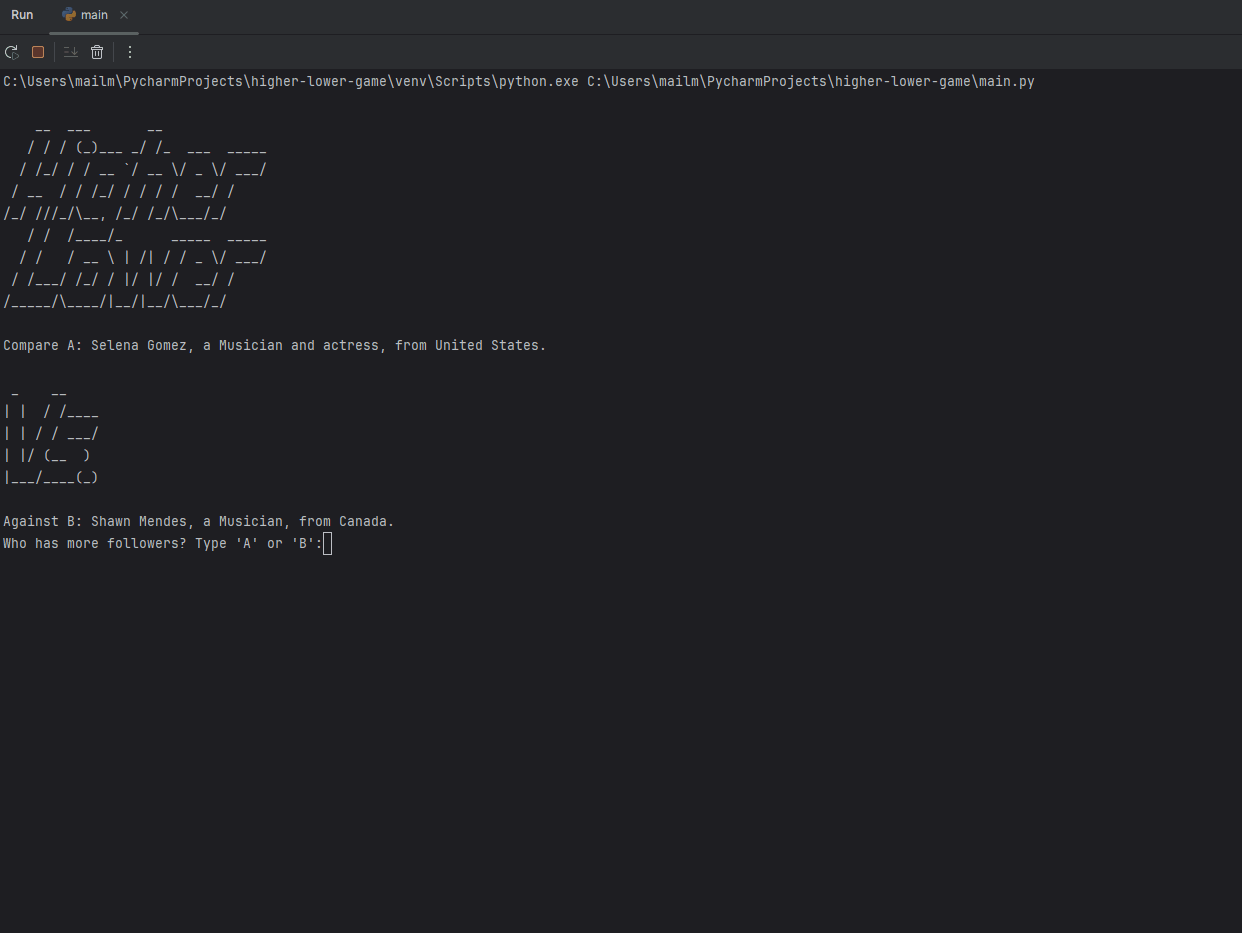 Run main
C:\Users\mailm\PycharmProjects\higher-lower-game\venv\Scripts\python.exe C:\Users\mailm\PycharmProjects\higher-lower-game\main.py
    __  ___       __
   / / / (_)___ _/ /_  ___  _____
  / /_/ / / __ `/ __ \/ _ \/ ___/
 / __  / / /_/ / / / /  __/ /
/_/ ///_/\__, /_/ /_/\___/_/
   / /  /____/_      _____  _____
  / /   / __ \ | /| / / _ \/ ___/
 / /___/ /_/ / |/ |/ /  __/ /
/_____/\____/|__/|__/\___/_/
Compare A: Selena Gomez, a Musician and actress, from United States.
 _    __
| |  / /____
| | / / ___/
| |/ (__  )
|___/____(_)
Against B: Shawn Mendes, a Musician, from Canada.
Who has more followers? Type 'A' or 'B':